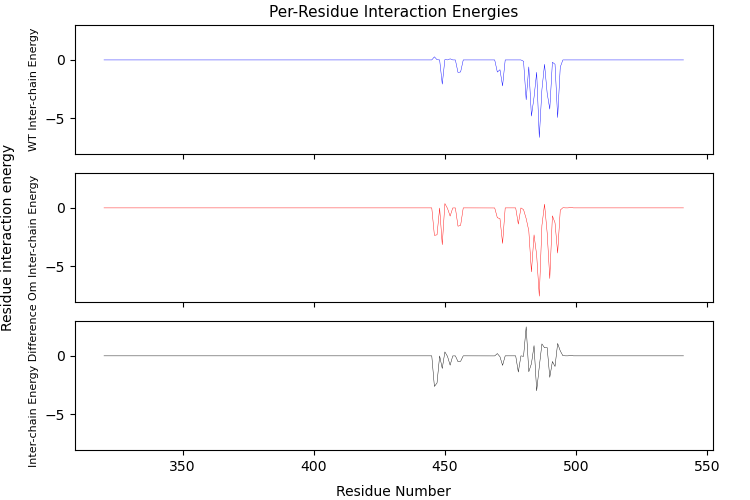 Per-Residue Interaction Energies
Residue interaction energy
WT Inter-chain Energy
0
−5
Om Inter-chain Energy
0
−5
Inter-chain Energy Difference
0
−5
350
400
450
500
550
Residue Number